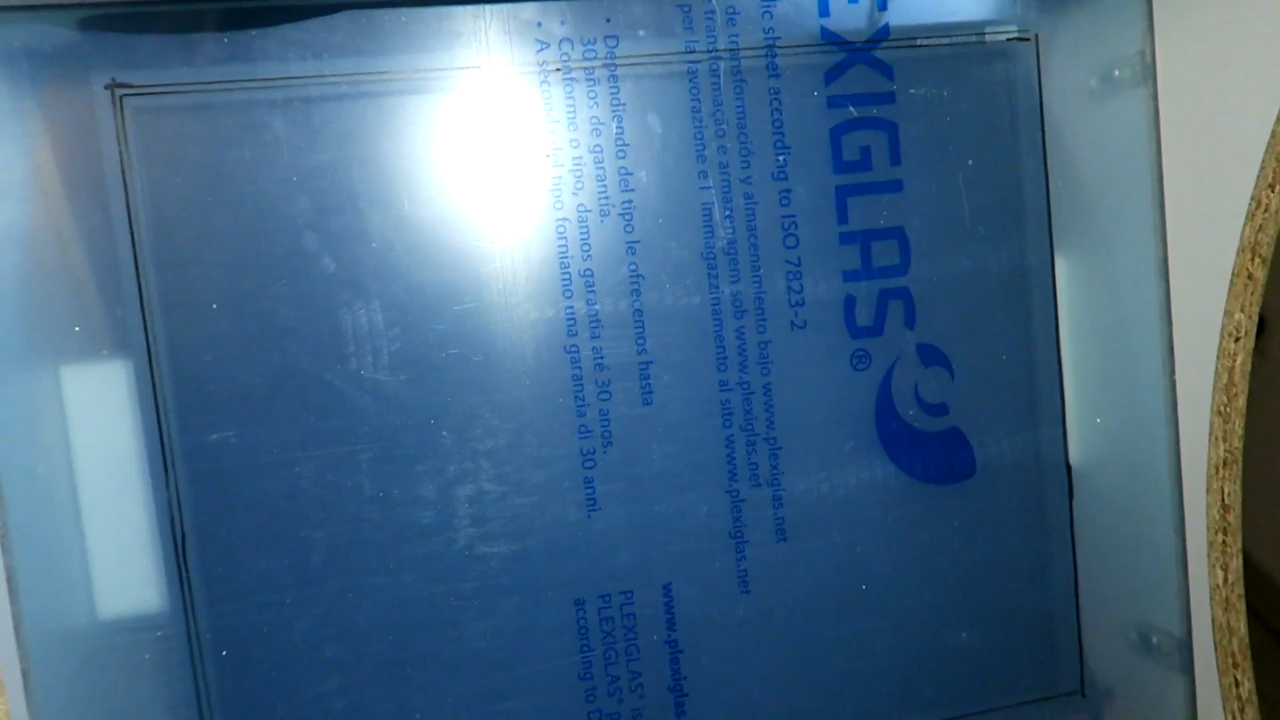 EXIGLAS®
ic sheet according to ISO 7823-2
de transformación y almacenamiento bajo www.plexiglas.net
transformação e armazenagem sob www.plexiglas.net
per la lavorazione e l immagazzinamento al sito www.plexiglas.net
• Dependiendo del tipo le ofrecemos hasta
30 años de garantía.
• Conforme o tipo, damos garantia até 30 anos.
• A seconda del tipo forniamo una garanzia di 30 anni.
www.plexiglas.
PLEXIGLAS® is
PLEXIGLAS®
according to D